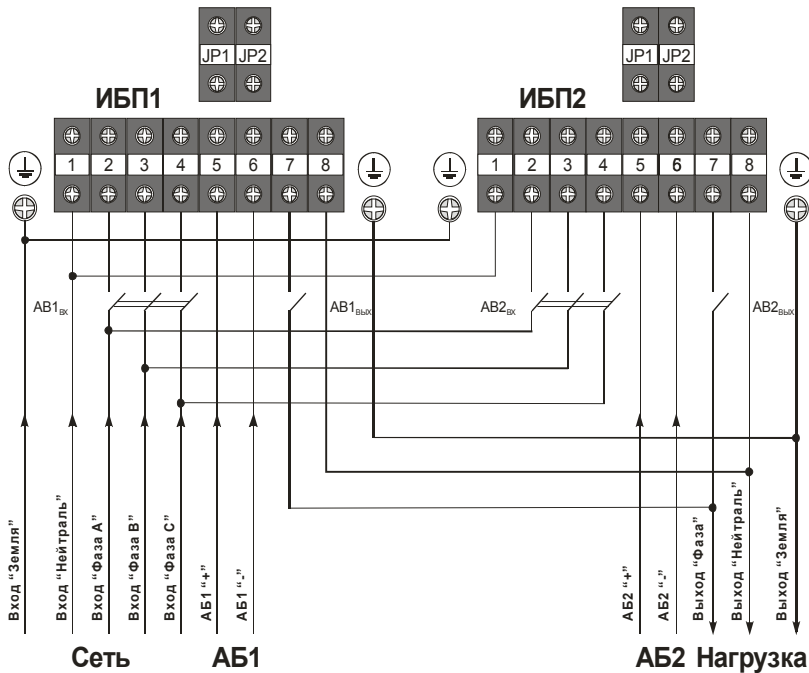 JP1 JP2
JP1 JP2
ИБП1
ИБП2
1 2 3 4 5 6 7 8
1 2 3 4 5 6 7 8
АВ1вх
АВ1вых
АВ2вх
АВ2вых
Вход “Земля”
Вход “Нейтраль”
Вход “Фаза А”
Вход “Фаза В”
Вход “Фаза С”
АБ1 “+”
АБ1 “-”
АБ2 “+”
АБ2 “-”
Выход “Фаза”
Выход “Нейтраль”
Выход “Земля”
Сеть
АБ1
АБ2
Нагрузка